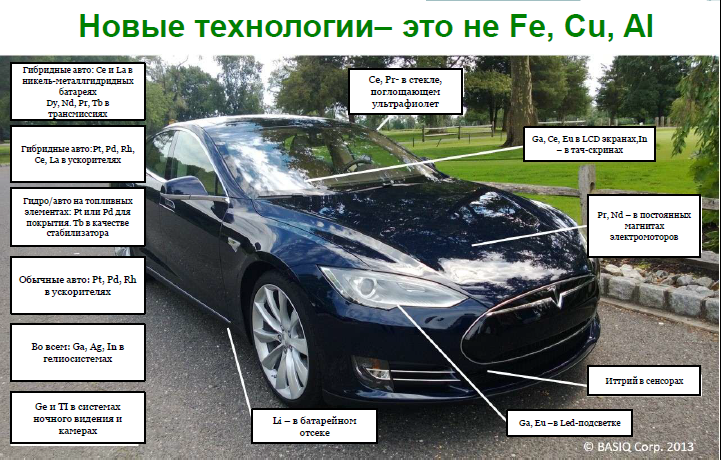 Новые технологии– это не Fe, Cu, Al
Гибридные авто: Ce и La в
никель-металлгидридных
батареях
Dy, Nd, Pr, Tb в
трансмиссиях
Гибридные авто:Pt, Pd, Rh,
Ce, La в ускорителях
Гидро/авто на топливных
элементах: Pt или Pd для
покрытия. Tb в качестве
стабилизатора
Обычные авто: Pt, Pd, Rh
в ускорителях
Во всем: Ga, Ag, In в
гелиосистемах
Ge и TI в системах
ночного видения и
камерах
Ce, Pr- в стекле,
поглощающем
ультрафиолет
Ga, Ce, Eu в LCD экранах,In
– в тач-скринах
Pr, Nd – в постоянных
магнитах
электромоторов
Иттрий в сенсорах
Ga, Eu –в Led-подсветке
Li – в батарейном
отсеке
© BASIQ Corp. 2013